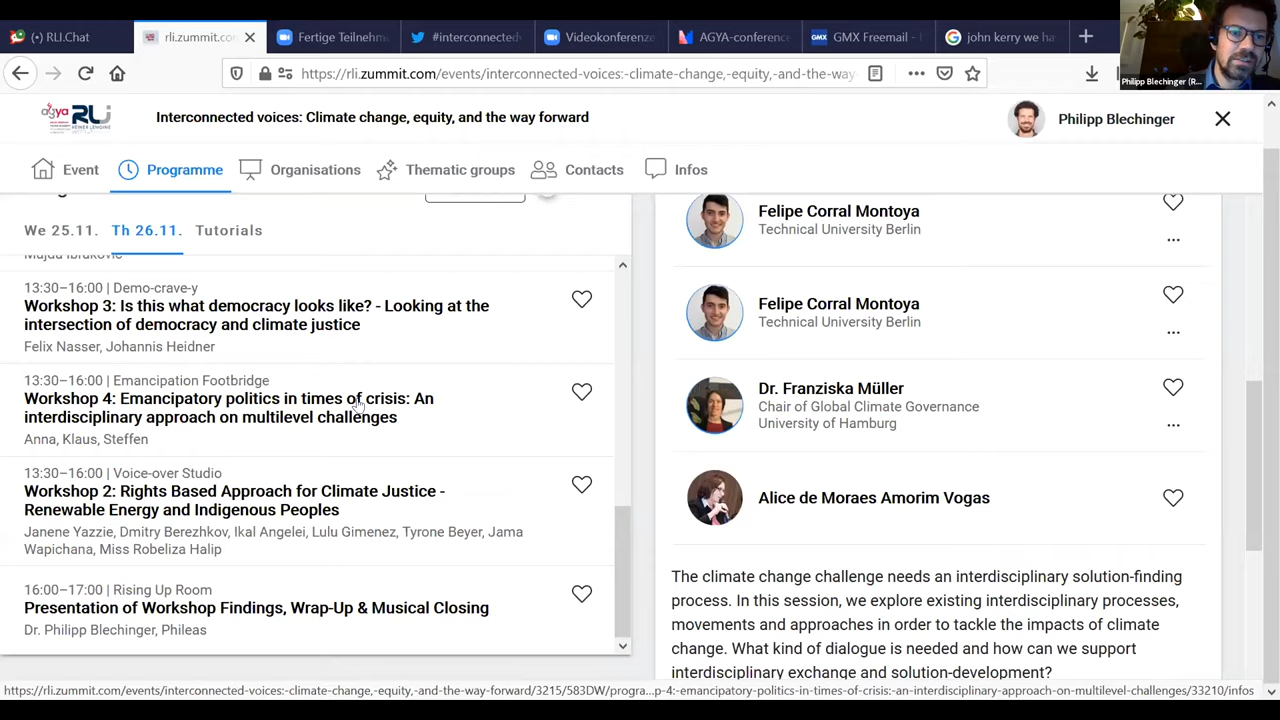 (•) RLI.Chat
rli.zummit.co
Fertige Teilnehm
#interconnected
Videokonferenz
AGYA-conference
GMX Freemail -
john kerry we ha
https://rli.zummit.com/events/interconnected-voices:-climate-change,-equity,-and-the-way-
Philipp Blechinger (R...
agya
RLI
REINER LEMOINE
INSTITUT
Interconnected voices: Climate change, equity, and the way forward
Philipp Blechinger
Event
Programme
Organisations
Thematic groups
Contacts
Infos
We 25.11.
Th 26.11.
Tutorials
Majda Ibrakovic
13:30–16:00 | Demo-crave-y
Workshop 3: Is this what democracy looks like? - Looking at the
intersection of democracy and climate justice
Felix Nasser, Johannis Heidner
13:30–16:00 | Emancipation Footbridge
Workshop 4: Emancipatory politics in times of crisis: An
interdisciplinary approach on multilevel challenges
Anna, Klaus, Steffen
13:30–16:00 | Voice-over Studio
Workshop 2: Rights Based Approach for Climate Justice -
Renewable Energy and Indigenous Peoples
Janene Yazzie, Dmitry Berezhkov, Ikal Angelei, Lulu Gimenez, Tyrone Beyer, Jama
Wapichana, Miss Robeliza Halip
16:00–17:00 | Rising Up Room
Presentation of Workshop Findings, Wrap-Up & Musical Closing
Dr. Philipp Blechinger, Phileas
Felipe Corral Montoya
Technical University Berlin
Felipe Corral Montoya
Technical University Berlin
Dr. Franziska Müller
Chair of Global Climate Governance
University of Hamburg
Alice de Moraes Amorim Vogas
The climate change challenge needs an interdisciplinary solution-finding
process. In this session, we explore existing interdisciplinary processes,
movements and approaches in order to tackle the impacts of climate
change. What kind of dialogue is needed and how can we support
interdisciplinary exchange and solution-development?
https://rli.zummit.com/events/interconnected-voices:-climate-change,-equity,-and-the-way-forward/3215/583DW/progra...p-4:-emancipatory-politics-in-times-of-crisis:-an-interdisciplinary-approach-on-multilevel-challenges/33210/infos